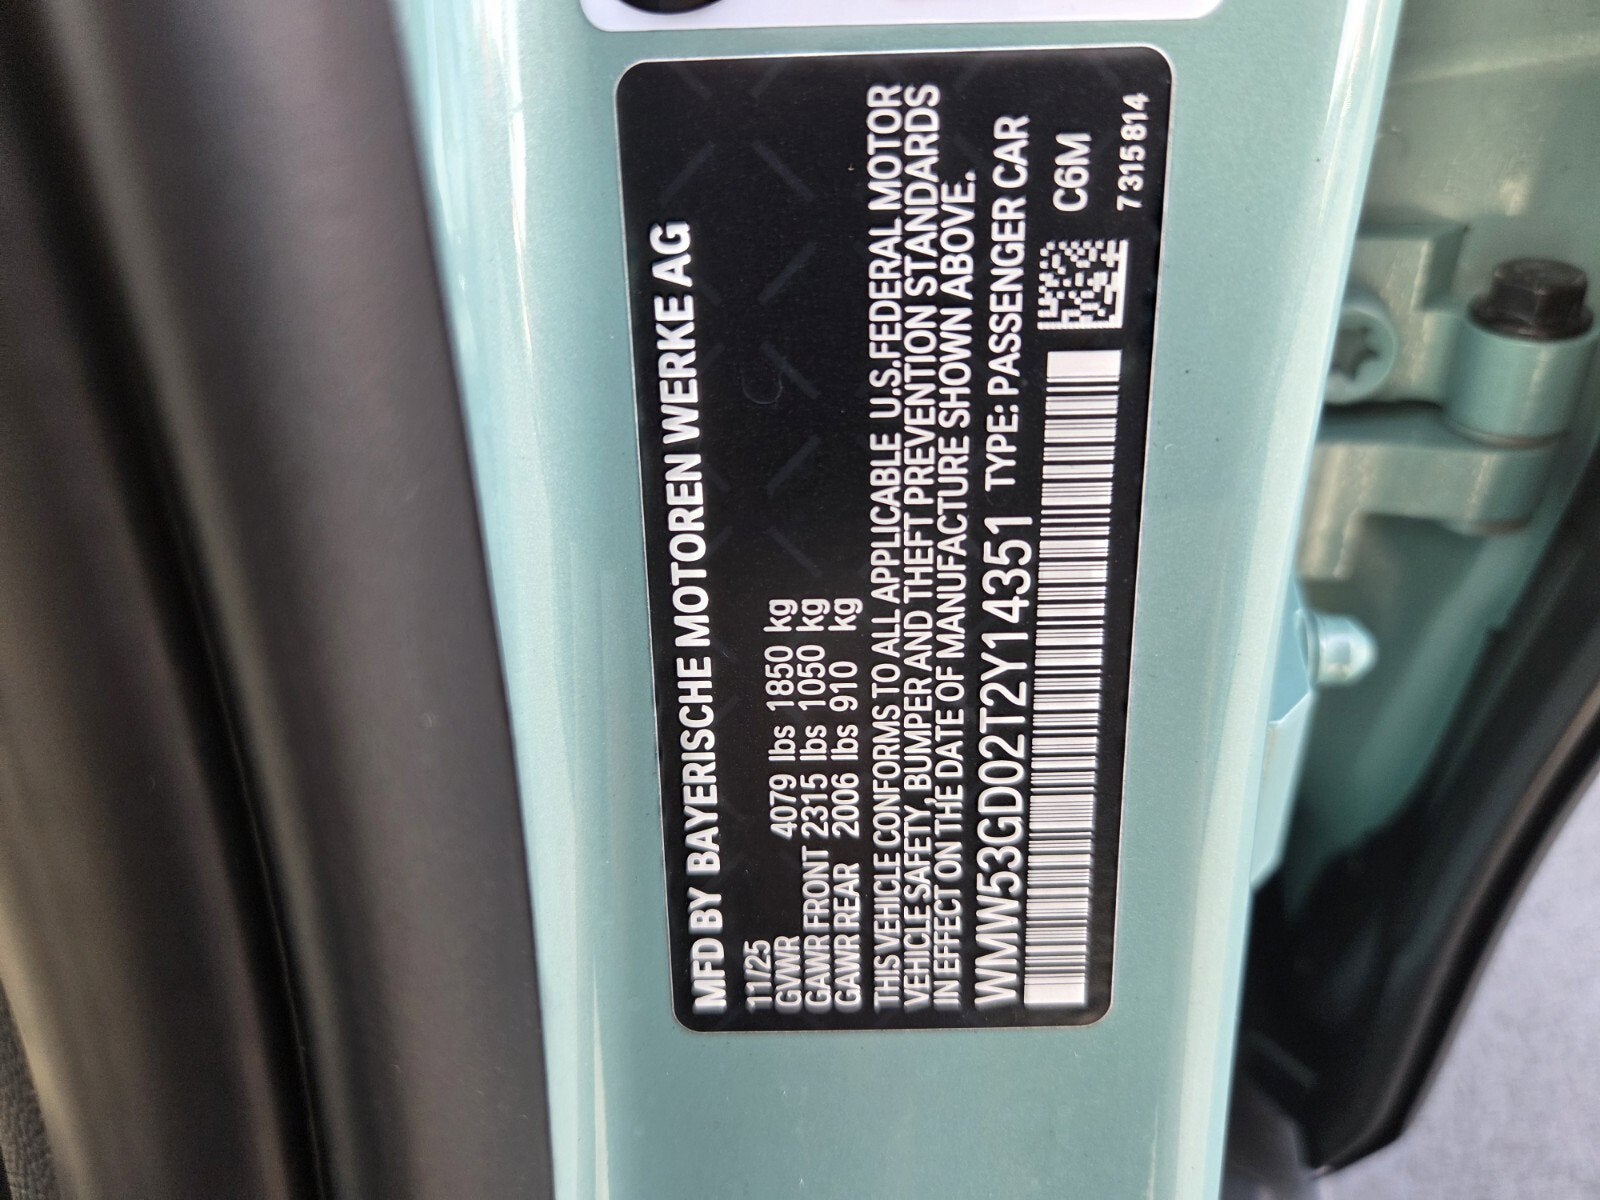 MFD BY BAYERISCHE MOTOREN WERKE AG
11/25
GVWR 4079 lbs 1850 kg
GAWR FRONT 2315 lbs 1050 kg
GAWR REAR 2006 lbs 910 kg
THIS VEHICLE CONFORMS TO ALL APPLICABLE U.S.FEDERAL MOTOR
VEHICLE SAFETY, BUMPER AND THEFT PREVENTION STANDARDS
IN EFFECT ON THE DATE OF MANUFACTURE SHOWN ABOVE.
WMW53GD02T2Y14351 TYPE: PASSENGER CAR
C6M
7 315 814